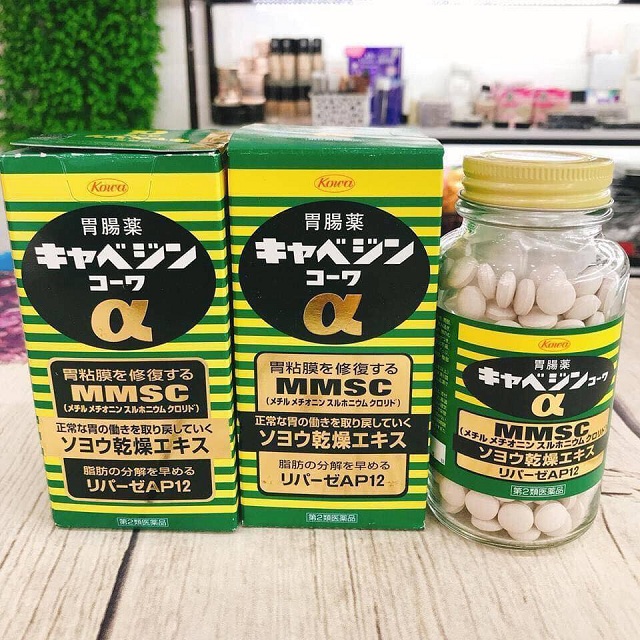 Kowa
胃腸薬
キャベジン
コーワ
α
胃粘膜を修復する
MMSC
(メチルメチオニンスルホニウムクロリド)
正常な胃の働きを取り戻していく
ソヨウ乾燥エキス
脂肪の分解を早める
リパーゼAP12
第2類医薬品
Kowa
胃腸薬
キャベジン
コーワ
α
胃粘膜を修復する
MMSC
(メチルメチオニンスルホニウムクロリド)
正常な胃の働きを取り戻していく
ソヨウ乾燥エキス
脂肪の分解を早める
リパーゼAP12
第2類医薬品
Kowa
胃腸薬
キャベジンコーワ
α
MMSC
(メチルメチオニンスルホニウムクロリド)
ソヨウ乾燥エキス
リパーゼAP12
第2類医薬品